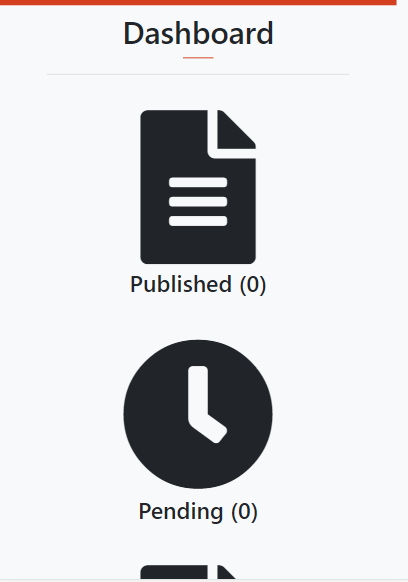 Dashboard
Published (0)
Pending (0)